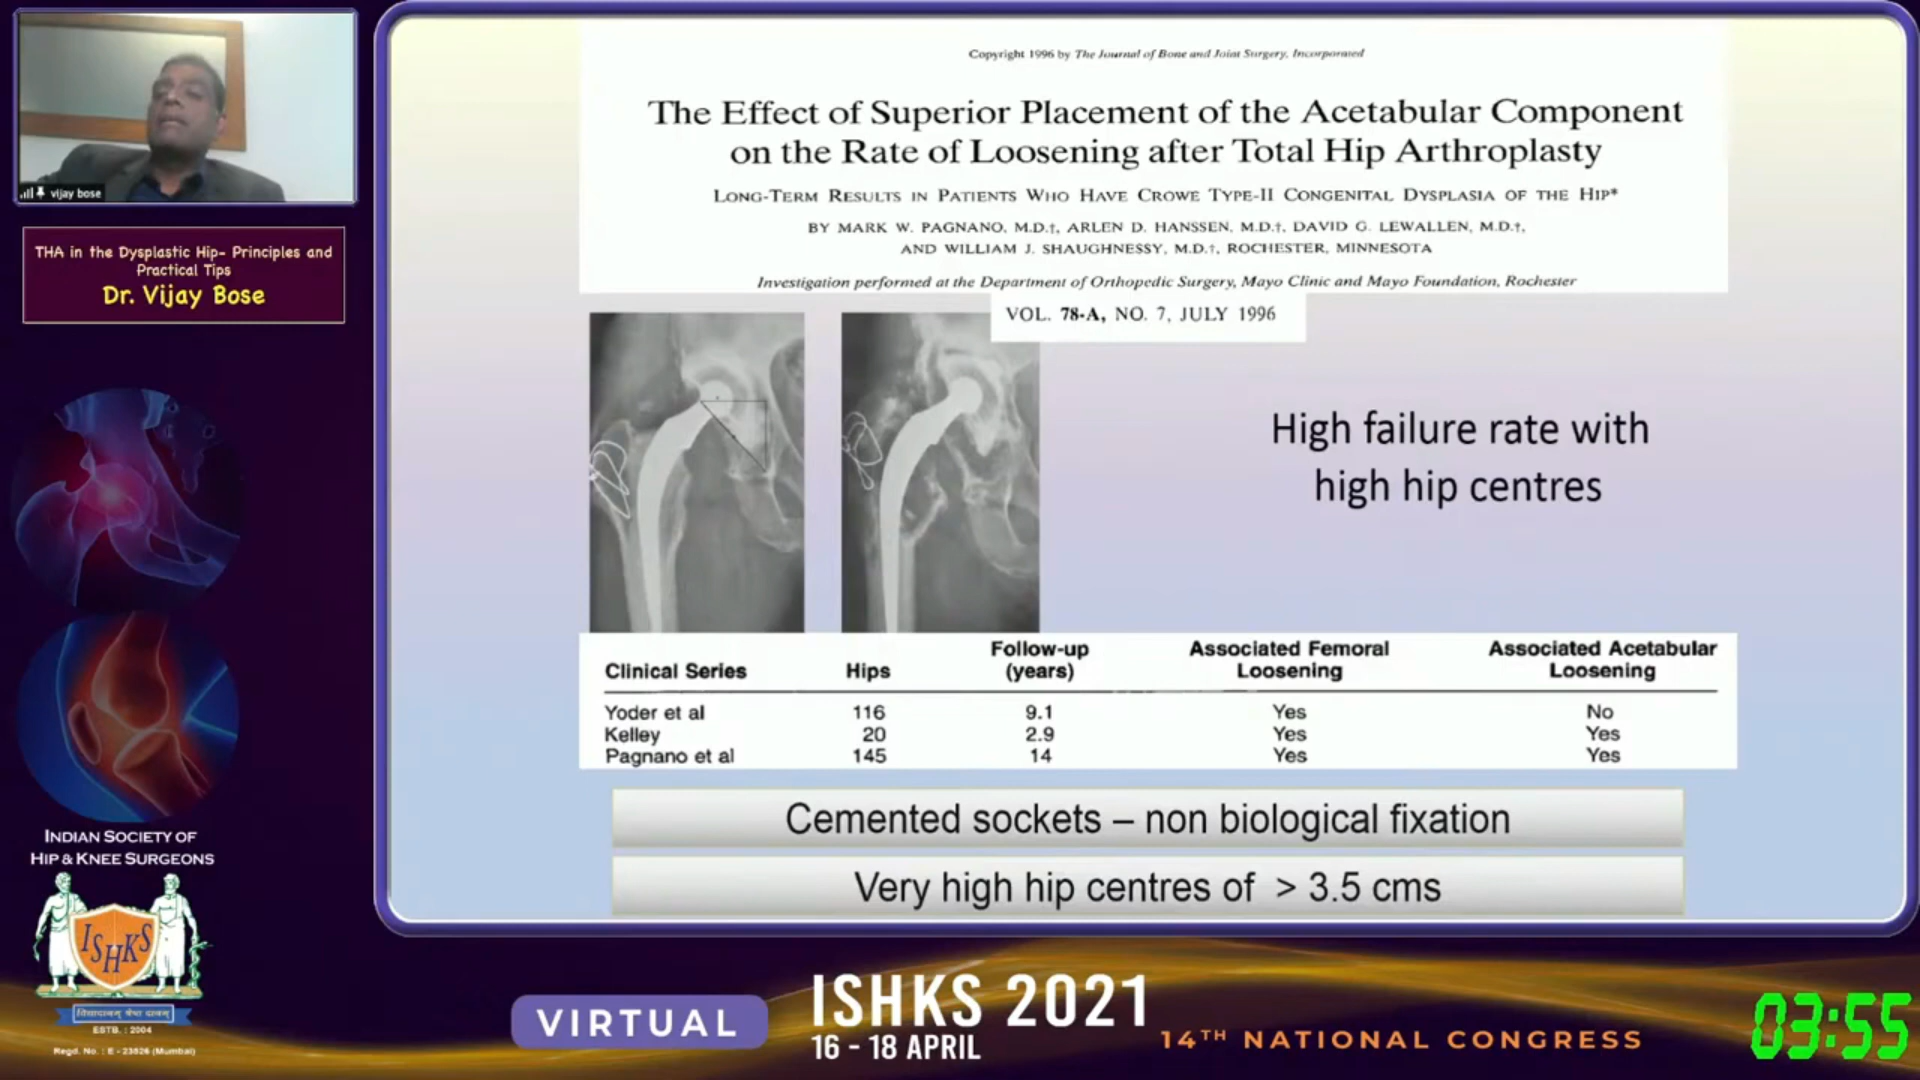 vijay bose
THA in the Dysplastic Hip- Principles and
Practical Tips
Dr. Vijay Bose
Copyright 1996 by The Journal of Bone and Joint Surgery, Incorporated
The Effect of Superior Placement of the Acetabular Component
on the Rate of Loosening after Total Hip Arthroplasty
LONG-TERM RESULTS IN PATIENTS WHO HAVE CROWE TYPE-II CONGENITAL DYSPLASIA OF THE HIP*
BY MARK W. PAGNANO, M.D.†, ARLEN D. HANSSEN, M.D.†, DAVID G. LEWALLEN, M.D.†,
AND WILLIAM J. SHAUGHNESSY, M.D.†, ROCHESTER, MINNESOTA
Investigation performed at the Department of Orthopedic Surgery, Mayo Clinic and Mayo Foundation, Rochester
VOL. 78-A, NO. 7, JULY 1996
High failure rate with
high hip centres
Clinical Series Hips Follow-up (years) Associated Femoral Loosening Associated Acetabular Loosening
Yoder et al 116 9.1 Yes No
Kelley 20 2.9 Yes Yes
Pagnano et al 145 14 Yes Yes
Cemented sockets – non biological fixation
Very high hip centres of > 3.5 cms
INDIAN SOCIETY OF
HIP & KNEE SURGEONS
ISHKS
ESTB. : 2004
Regd. No. : E - 23526 (Mumbai)
VIRTUAL
ISHKS 2021
16 - 18 APRIL
14TH NATIONAL CONGRESS
03:55